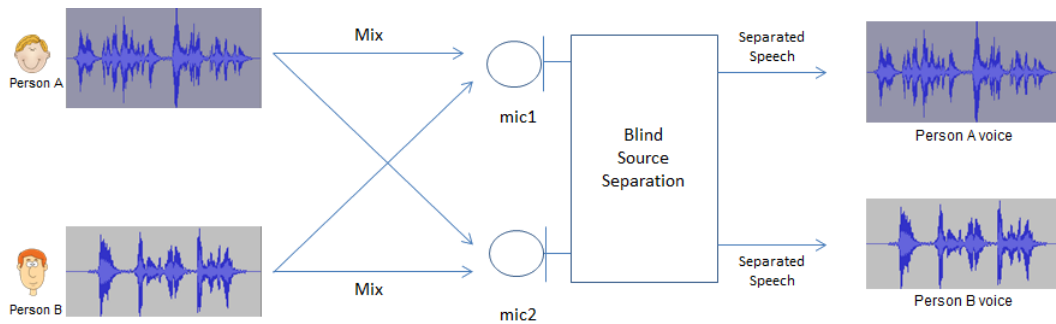 Person A
Mix
mic1
Separated
Speech
Person A voice
Blind
Source
Separation
Person B
Mix
mic2
Separated
Speech
Person B voice